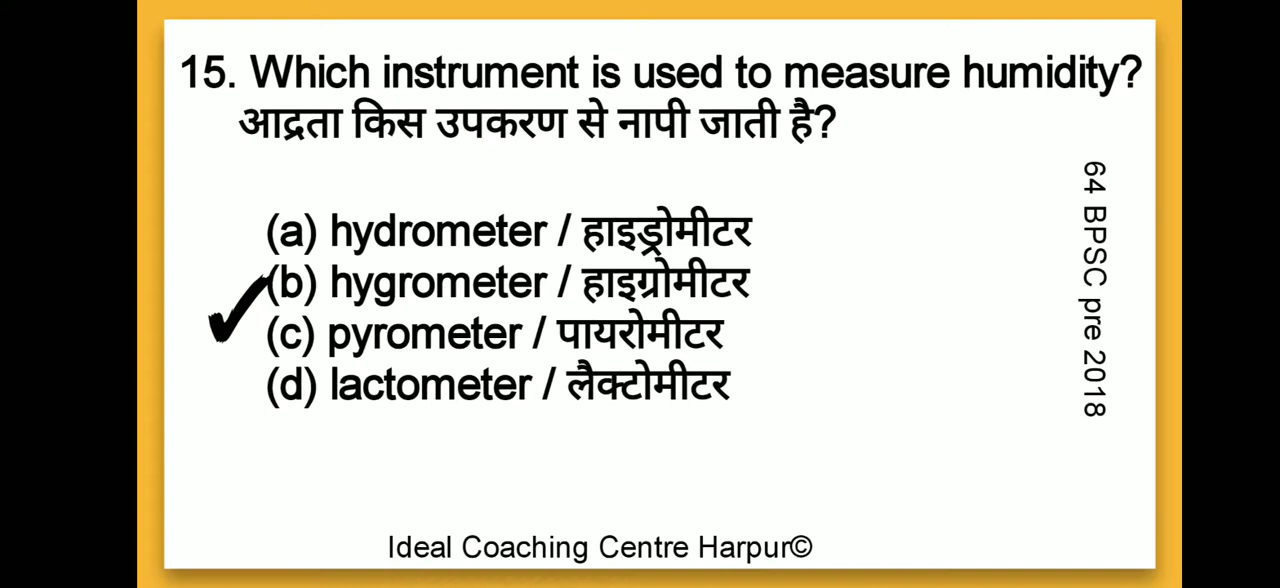 15. Which instrument is used to measure humidity?
आद्रता किस उपकरण से नापी जाती है?
(a) hydrometer / हाइड्रोमीटर
(b) hygrometer / हाइग्रोमीटर
(c) pyrometer / पायरोमीटर
(d) lactometer / लैक्टोमीटर
64 BPSC pre 2018
Ideal Coaching Centre Harpur©